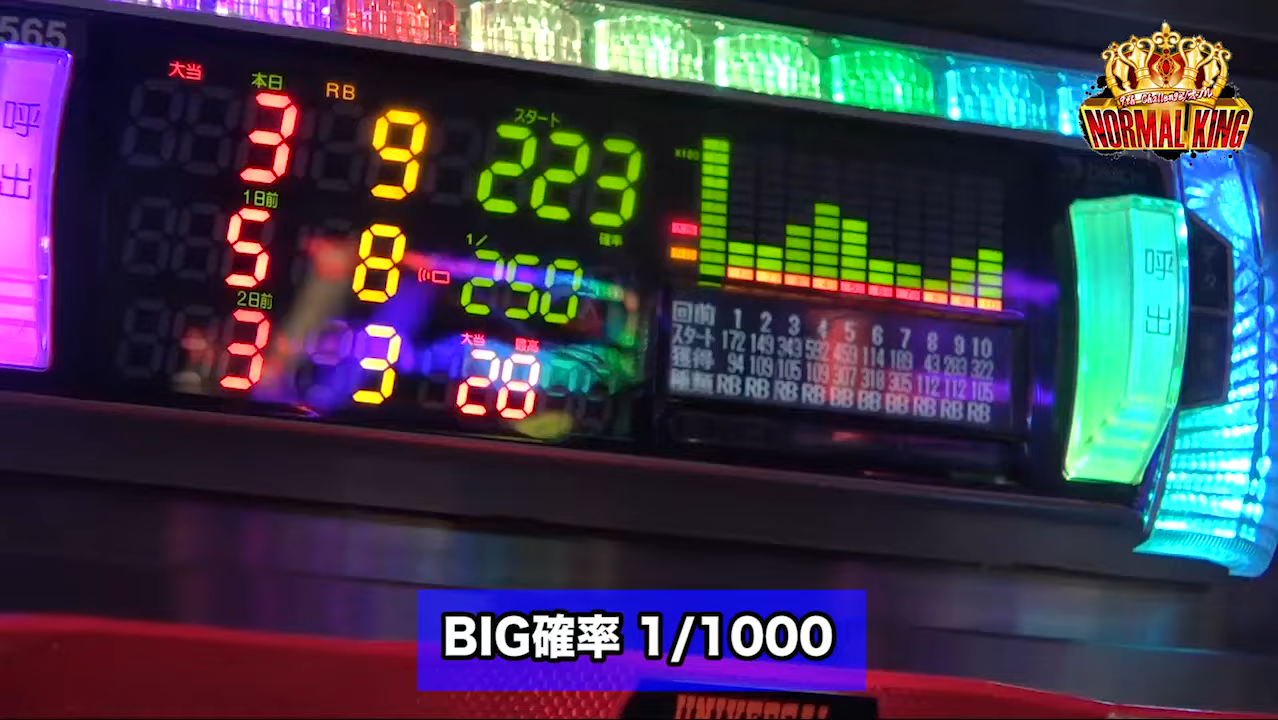 565
NORMAL KING
大当 本日 RB スタート
3 9 223
呼出
1日前 1/ 確率
5 8 250
2日前 大当 最高
3 3 28
回前 1 2 3 4 5 6 7 8 9 10
スタート 172 149 343 592 459 114 189 43 283 322
獲得 94 109 105 109 307 318 305 112 112 105
種類 RB RB RB RB BB BB BB RB RB RB
呼出
BIG確率 1/1000
UNIVERSAL